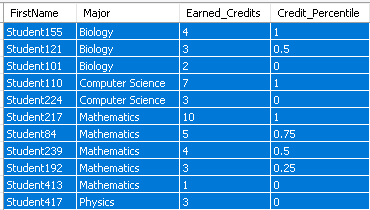 FirstName Major Earned_Credits Credit_Percentile
Student155 Biology 4 1
Student121 Biology 3 0.5
Student101 Biology 2 0
Student110 Computer Science 7 1
Student224 Computer Science 3 0
Student217 Mathematics 10 1
Student84 Mathematics 5 0.75
Student239 Mathematics 4 0.5
Student192 Mathematics 3 0.25
Student413 Mathematics 1 0
Student417 Physics 3 0